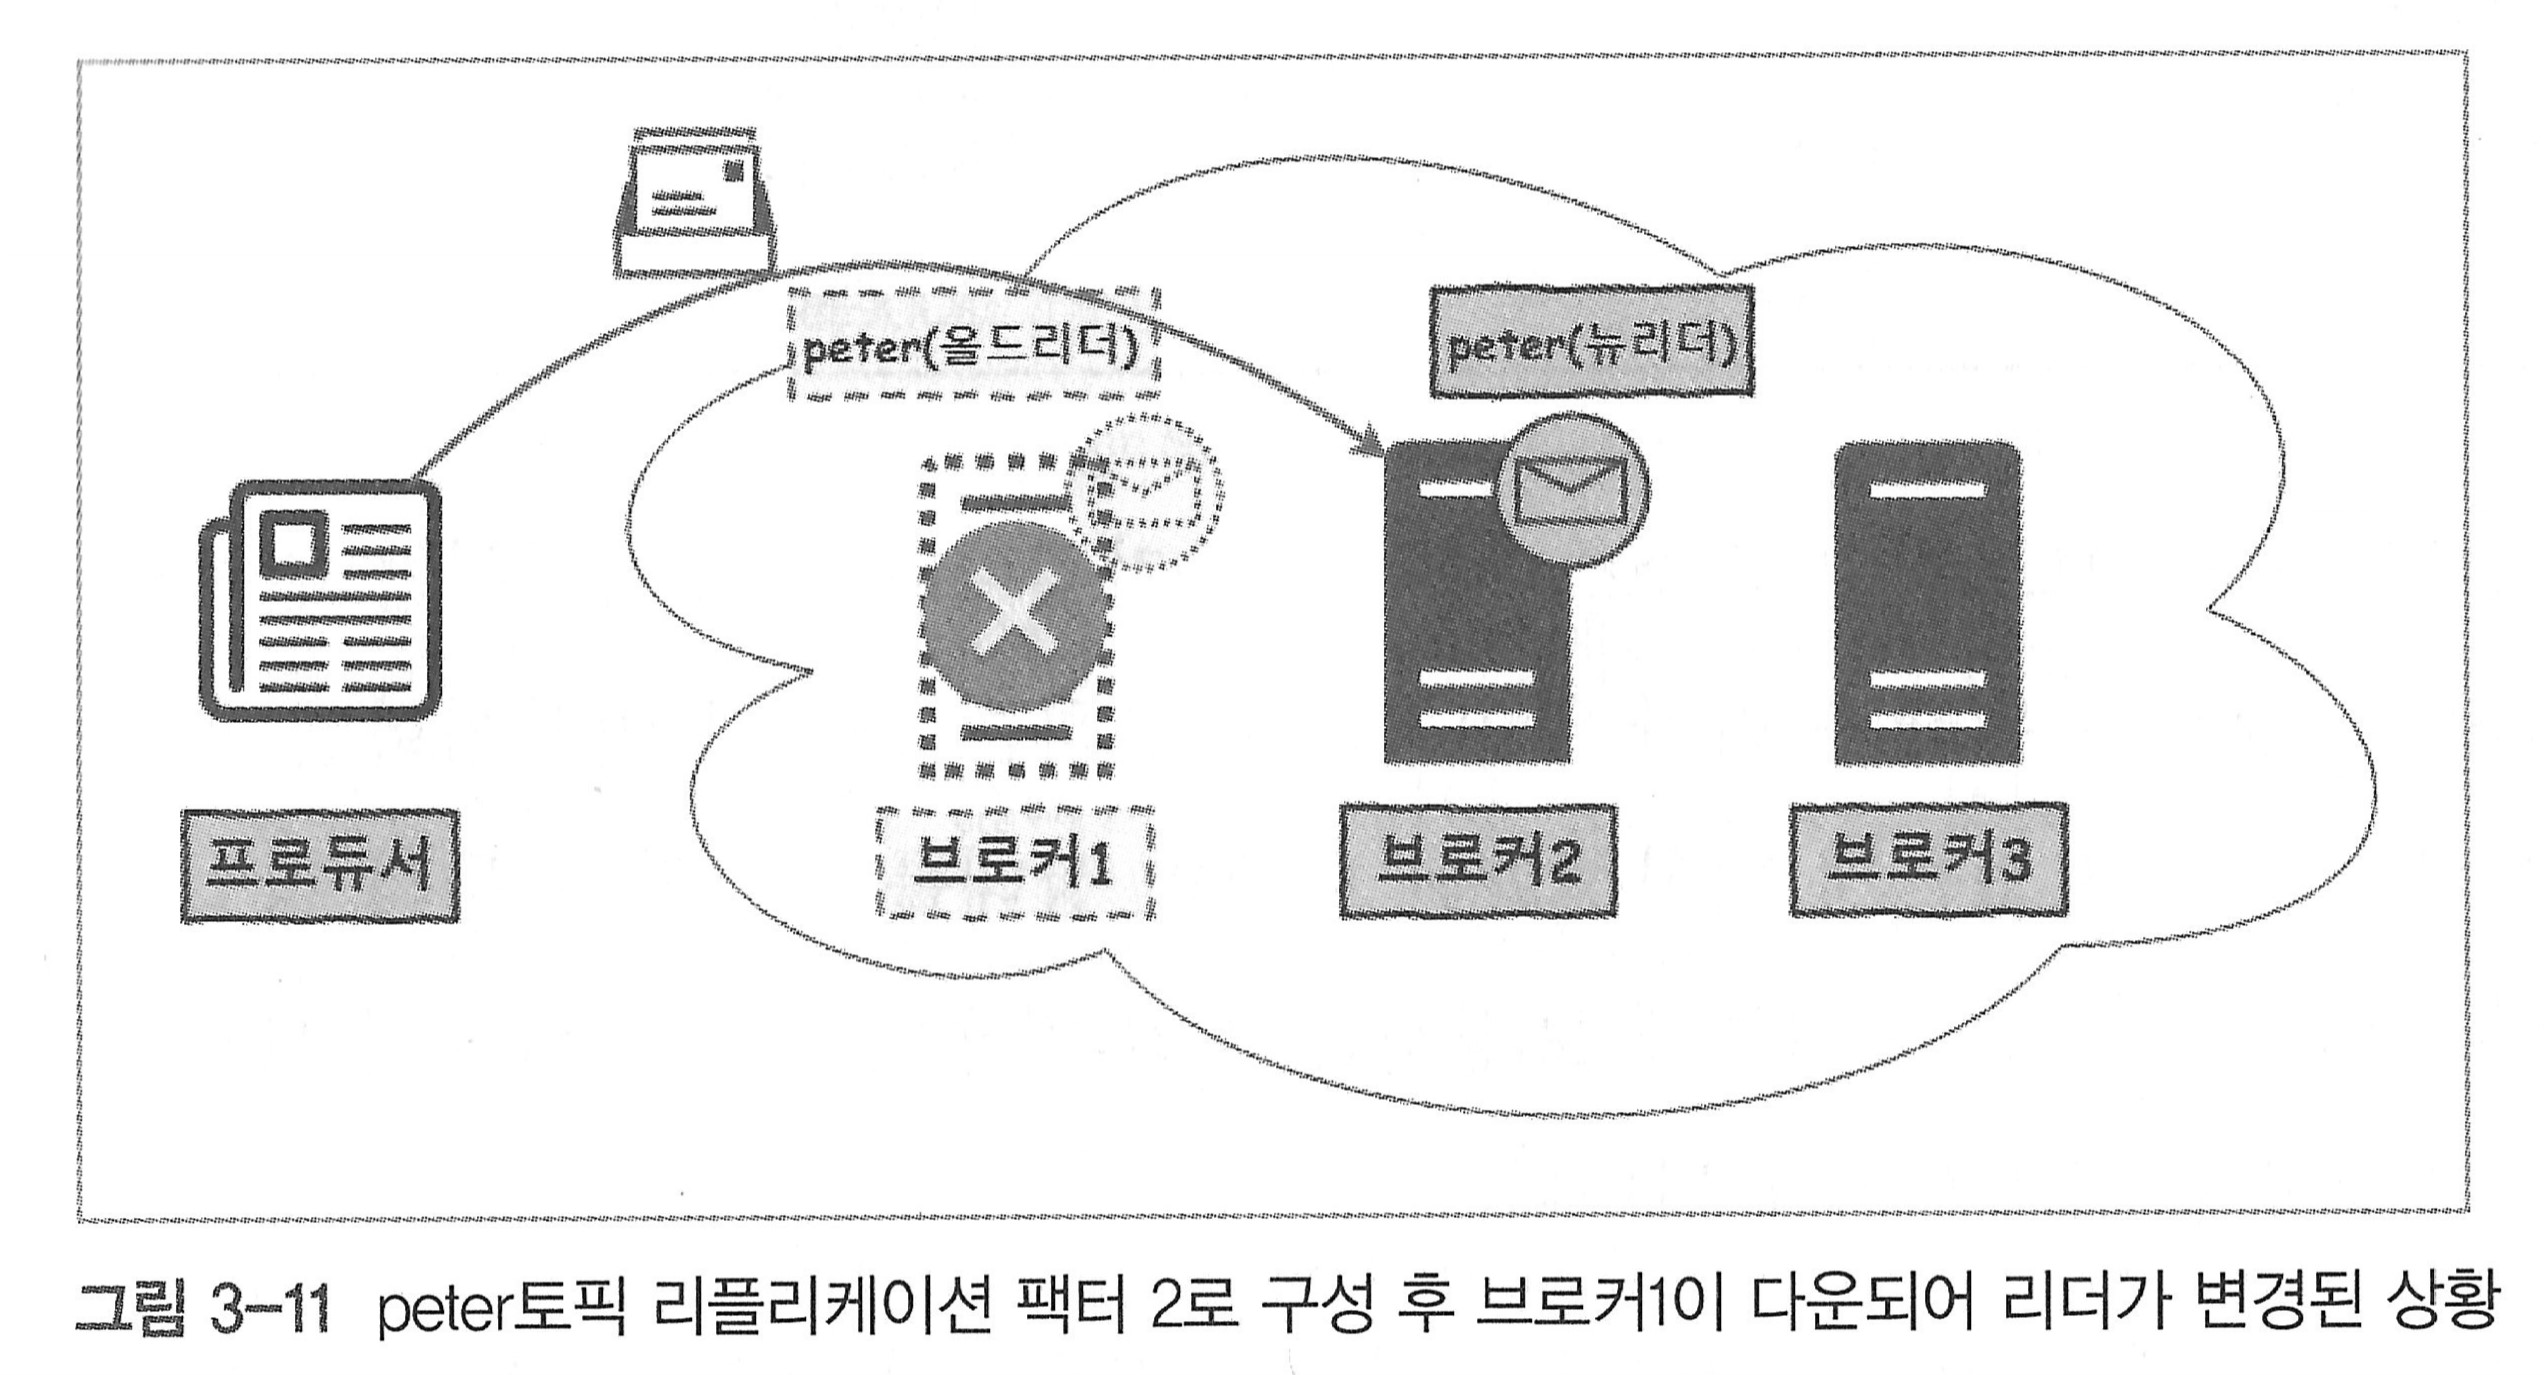 peter(올드리더)
peter(뉴리더)
프로듀서
브로커1
브로커2
브로커3
그림 3-11 peter토픽 리플리케이션 팩터 2로 구성 후 브로커1이 다운되어 리더가 변경된 상황